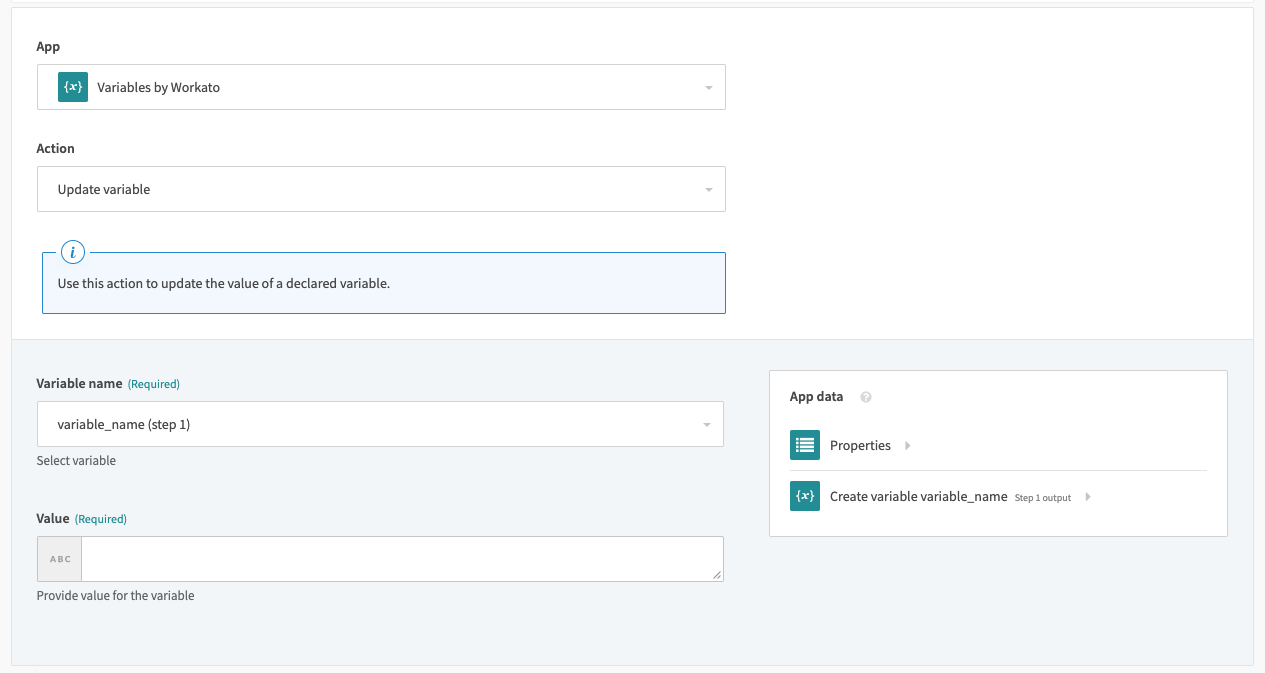 App
{x} Variables by Workato
Action
Update variable
i
Use this action to update the value of a declared variable.
Variable name (Required)
variable_name (step 1)
Select variable
Value (Required)
ABC
Provide value for the variable
App data ?
Properties
{x} Create variable variable_name Step 1 output